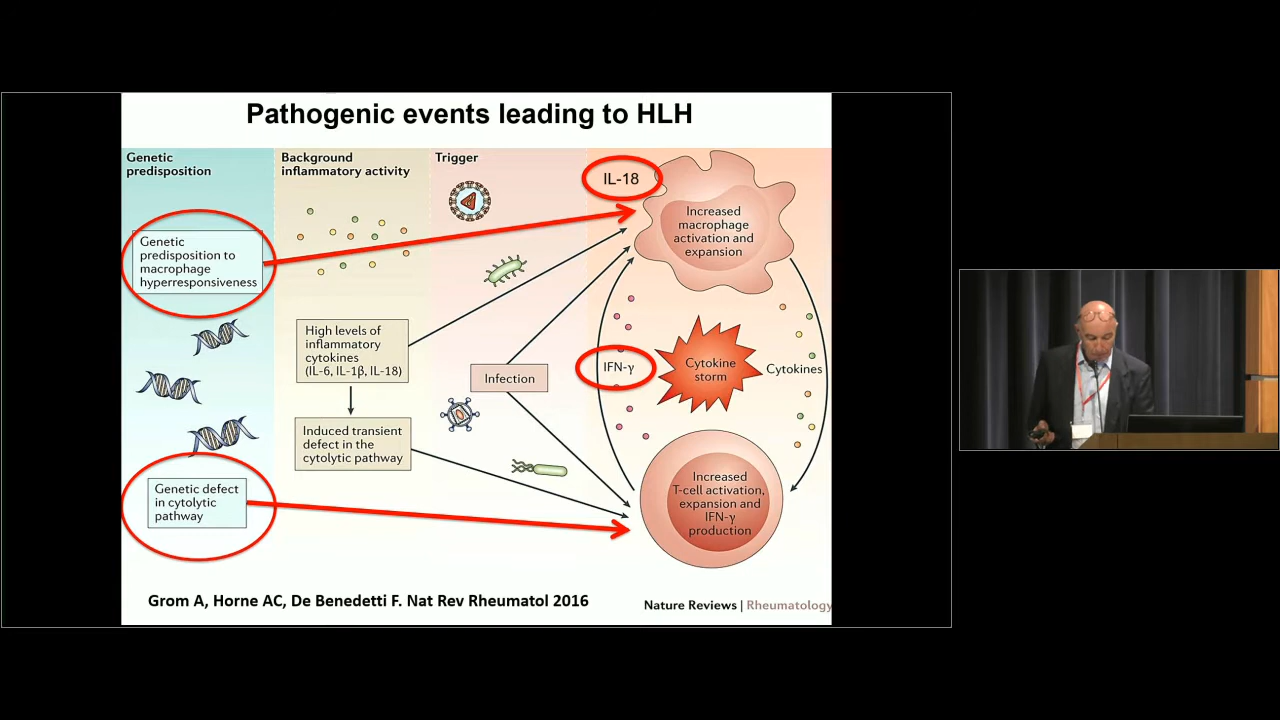 Pathogenic events leading to HLH
Genetic
predisposition
Background
inflammatory activity
Trigger
IL-18
Genetic
predisposition to
macrophage
hyperresponsiveness
Increased
macrophage
activation and
expansion
High levels of
inflammatory
cytokines
(IL-6, IL-1β, IL-18)
Infection
IFN-γ
Cytokine
storm
Cytokines
Induced transient
defect in the
cytolytic pathway
Genetic defect
in cytolytic
pathway
Increased
T-cell activation,
expansion and
IFN-γ
production
Grom A, Horne AC, De Benedetti F. Nat Rev Rheumatol 2016
Nature Reviews | Rheumatology